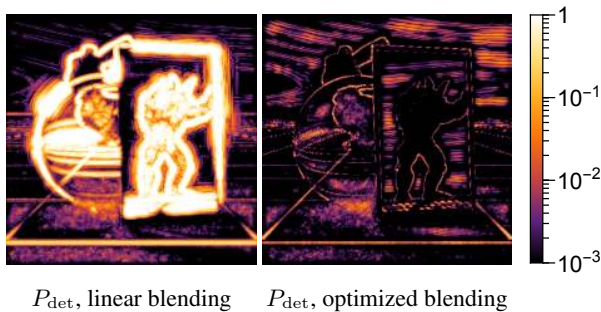 1
10⁻¹
10⁻²
10⁻³
P_det, linear blending
P_det, optimized blending